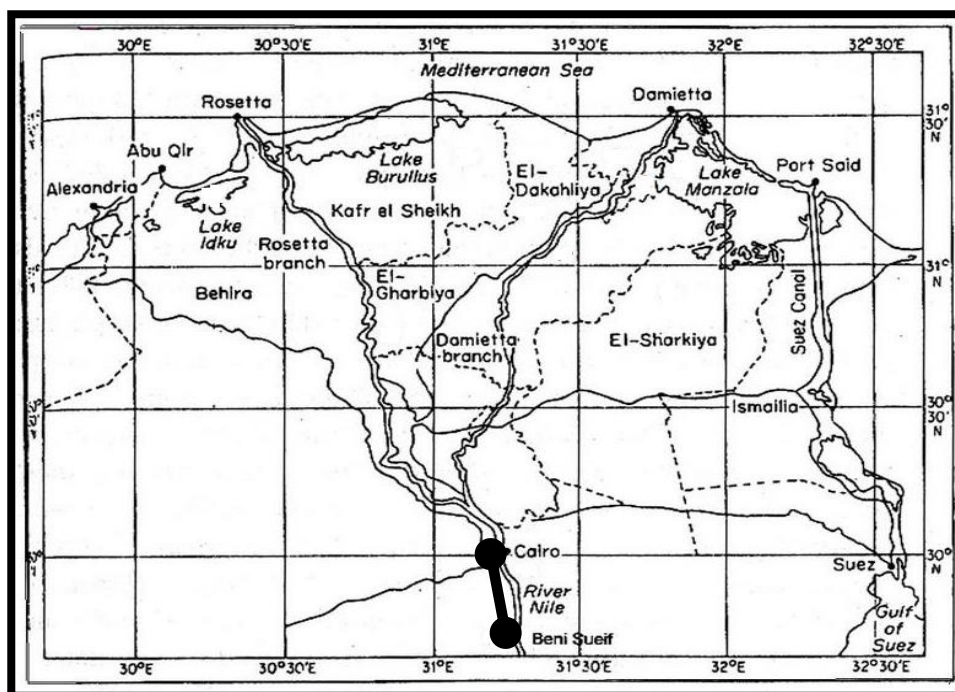 30°E
30°30'E
31°E
31°30'E
32°E
32°30'E
Mediterranean Sea
Rosetta
Damietta
31°
30'
N
Abu Qir
Alexandria
Lake
Burullus
El-
Dakahliya
Lake
Manzala
Port Said
Kafr el Sheikh
Lake
Idku
Rosetta
branch
31°
N
Behira
El-
Gharbiya
Suez Canal
Damietta
branch
El-Sharkiya
Ismailia
30°
30'
N
Cairo
30°
N
Suez
River
Nile
Beni Sueif
Gulf
of
Suez
30°E
30°30'E
31°E
31°30'E
32°E
32°30'E